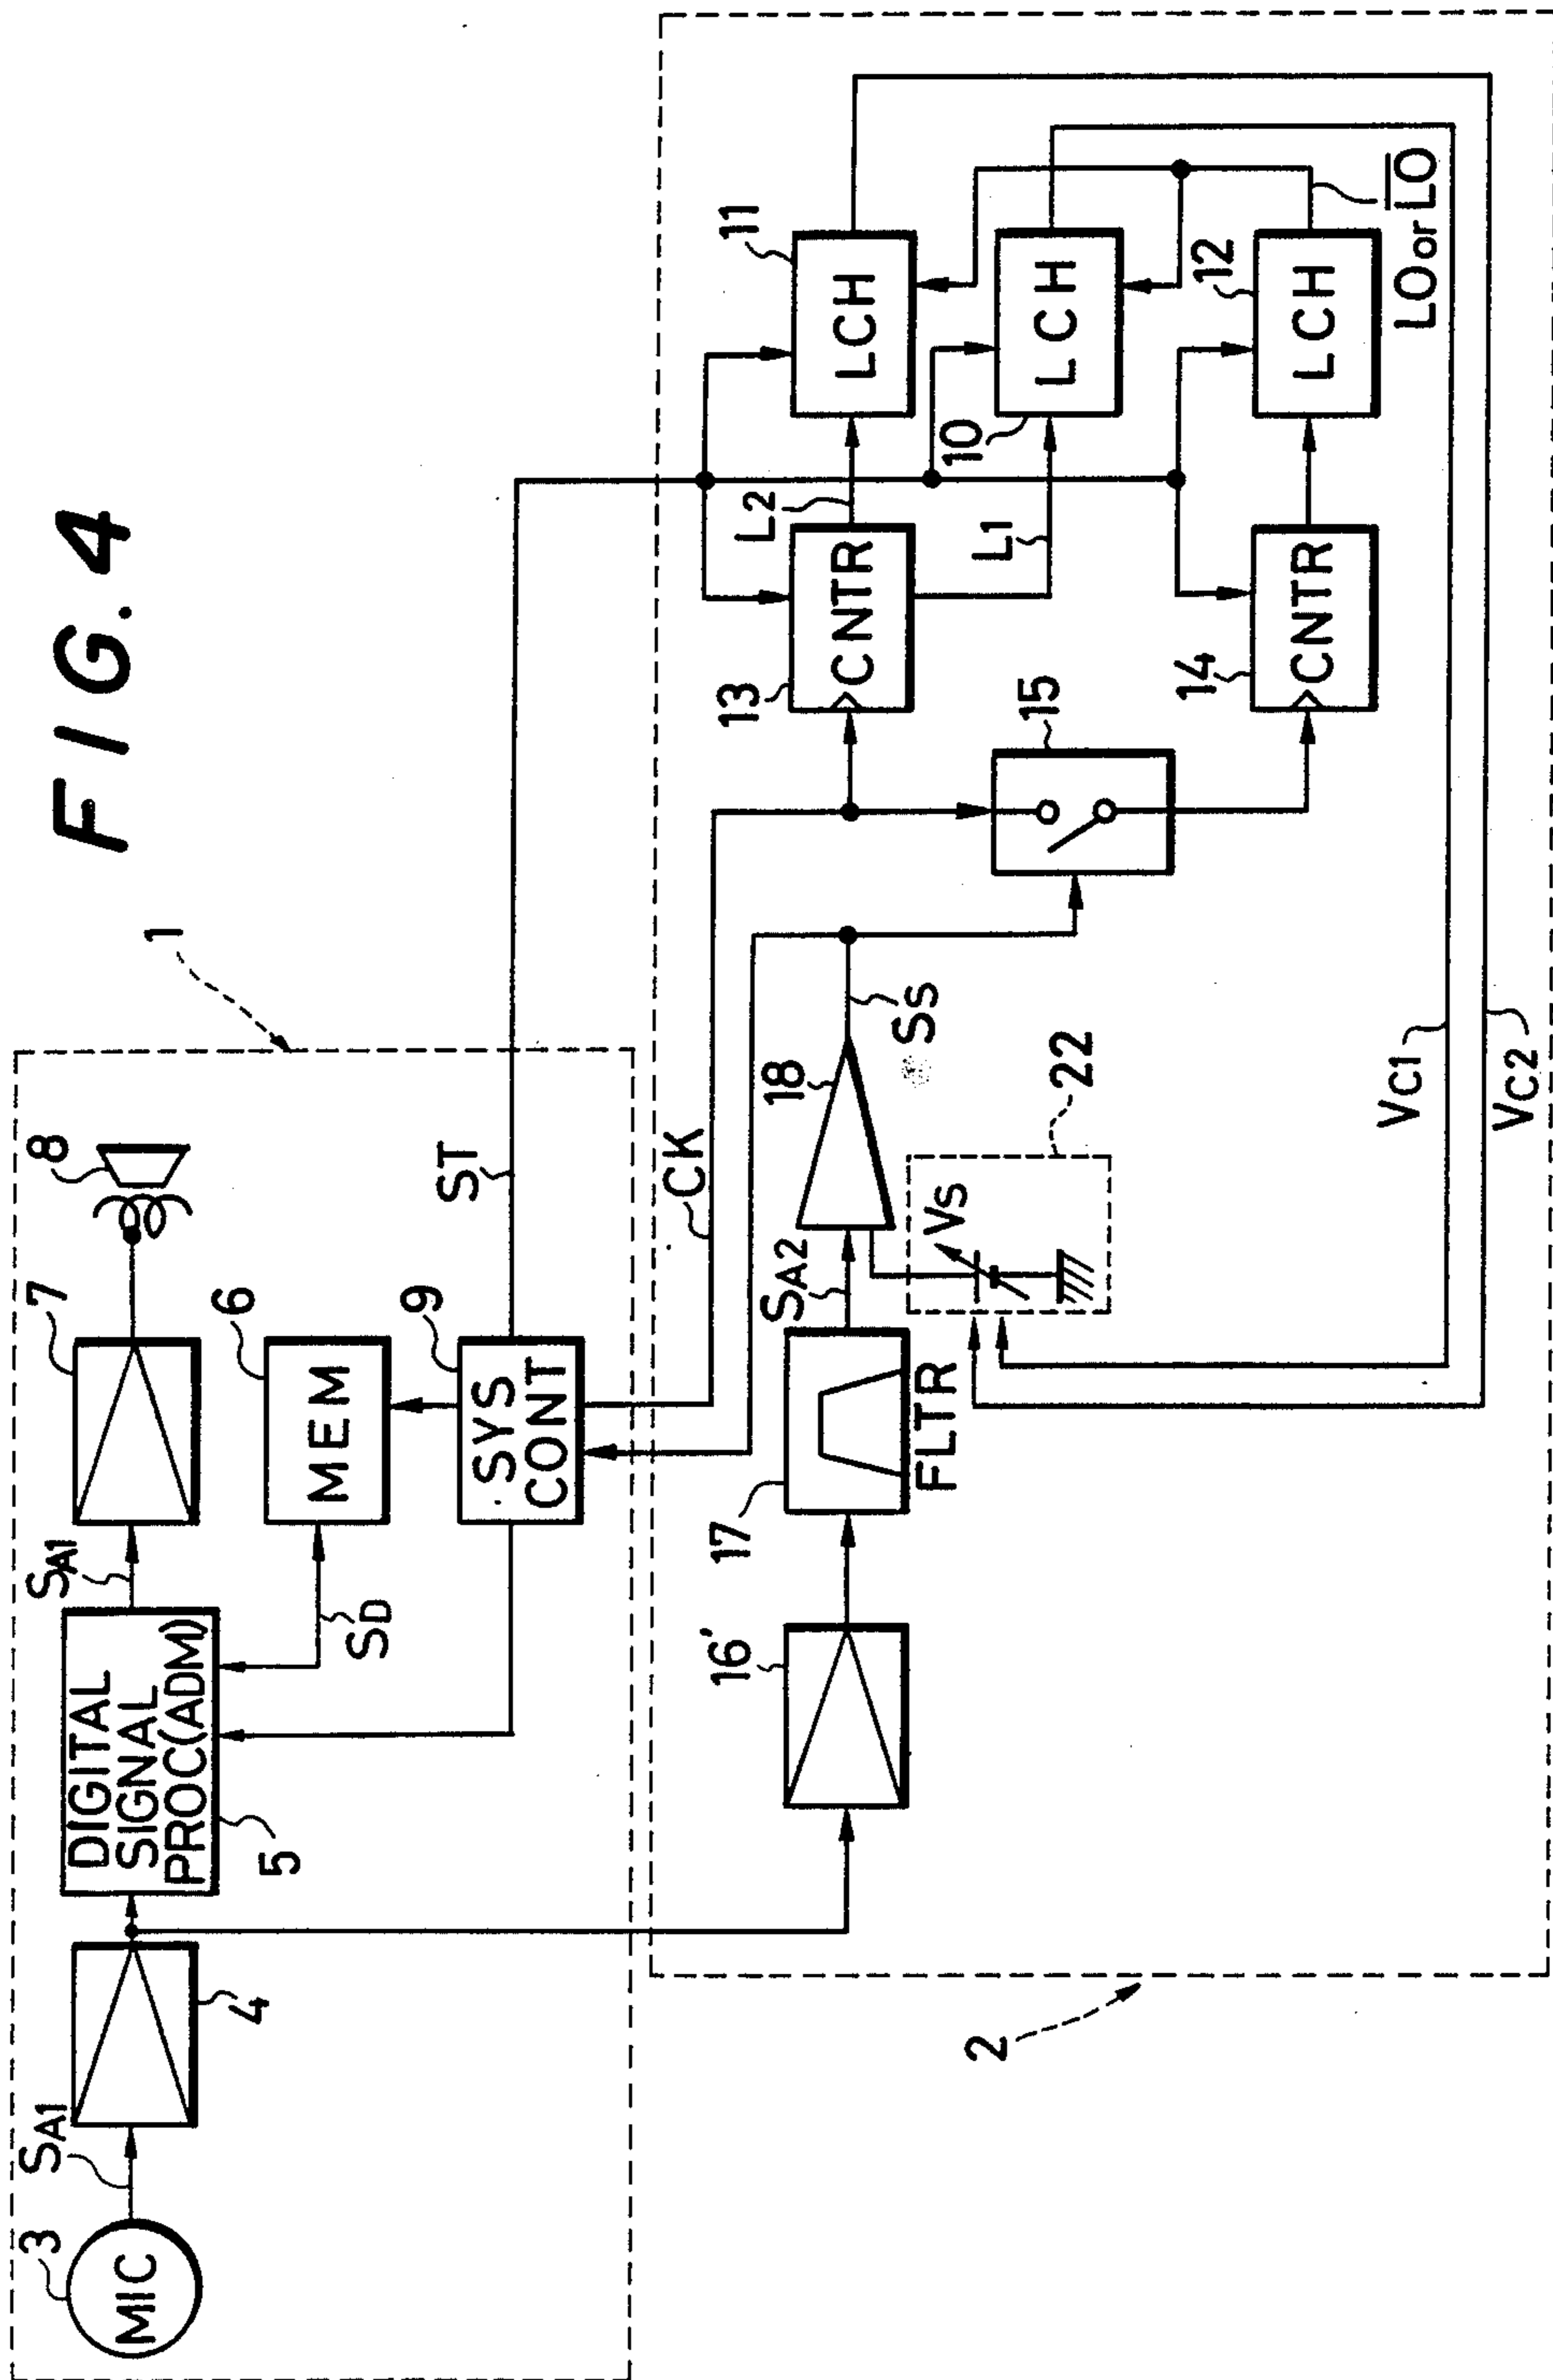 FIG. 4
1
3
MIC
SA1
4
DIGITAL
SIGNAL
PROC(ADM)
5
SA1
7
8
SD
MEM
6
SYS
CONT
9
ST
CK
2
16'
17
FLTR
SA2
18
SS
VS
22
15
13
CNTR
L2
L1
11
LCH
10
LCH
14
CNTR
12
LCH
LO or L̅O̅
VC1
VC2